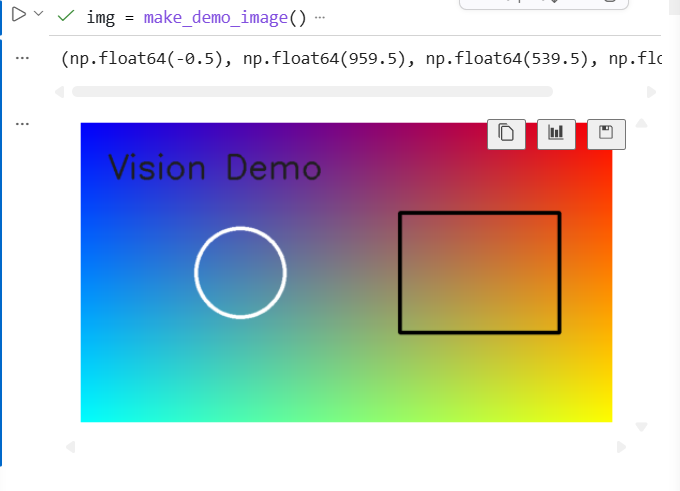 img = make_demo_image() ...
(np.float64(-0.5), np.float64(959.5), np.float64(539.5), np.flo
Vision Demo